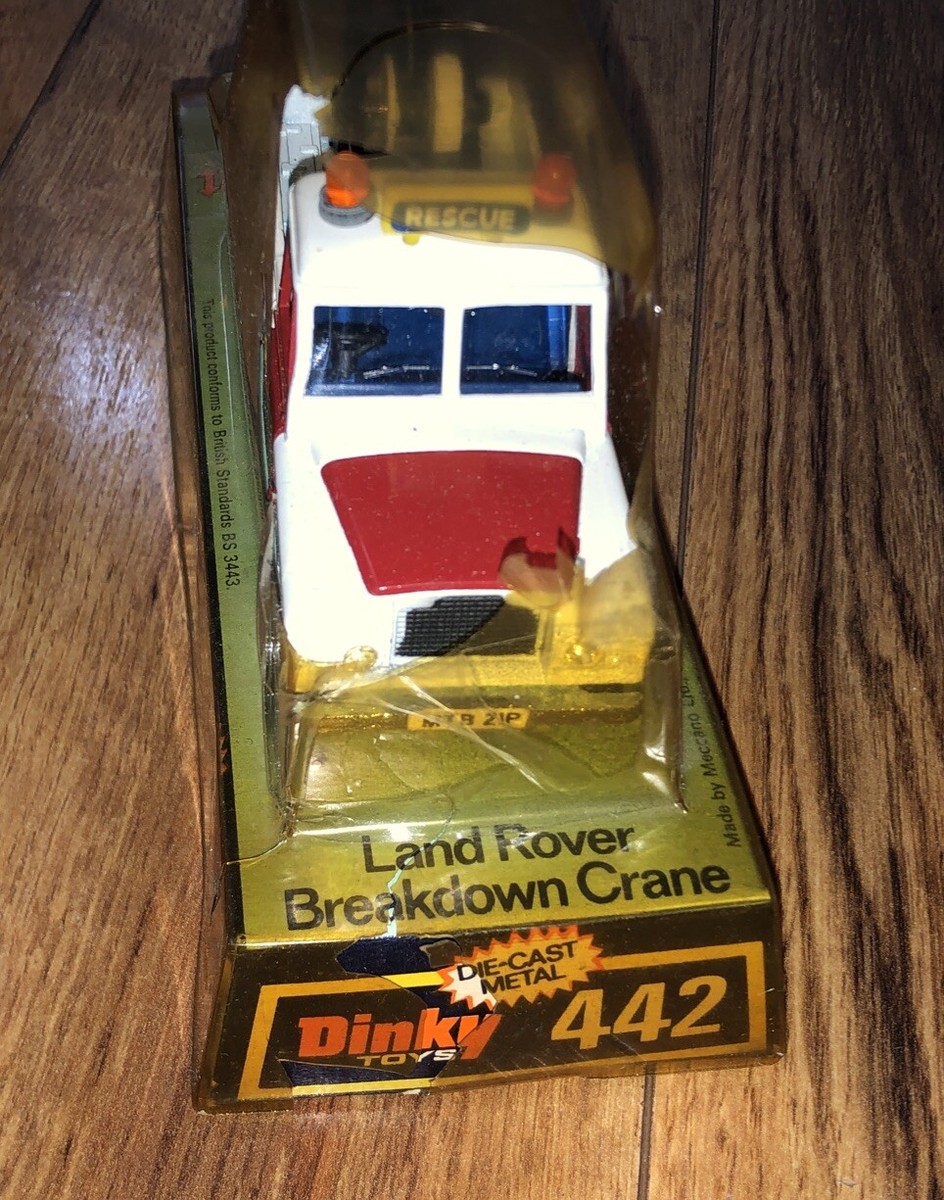 RESCUE
This product conforms to British Standards BS 3443.
Made by Meccano Ltd.
Land Rover
Breakdown Crane
DIE-CAST
METAL
Dinky
TOYS
442